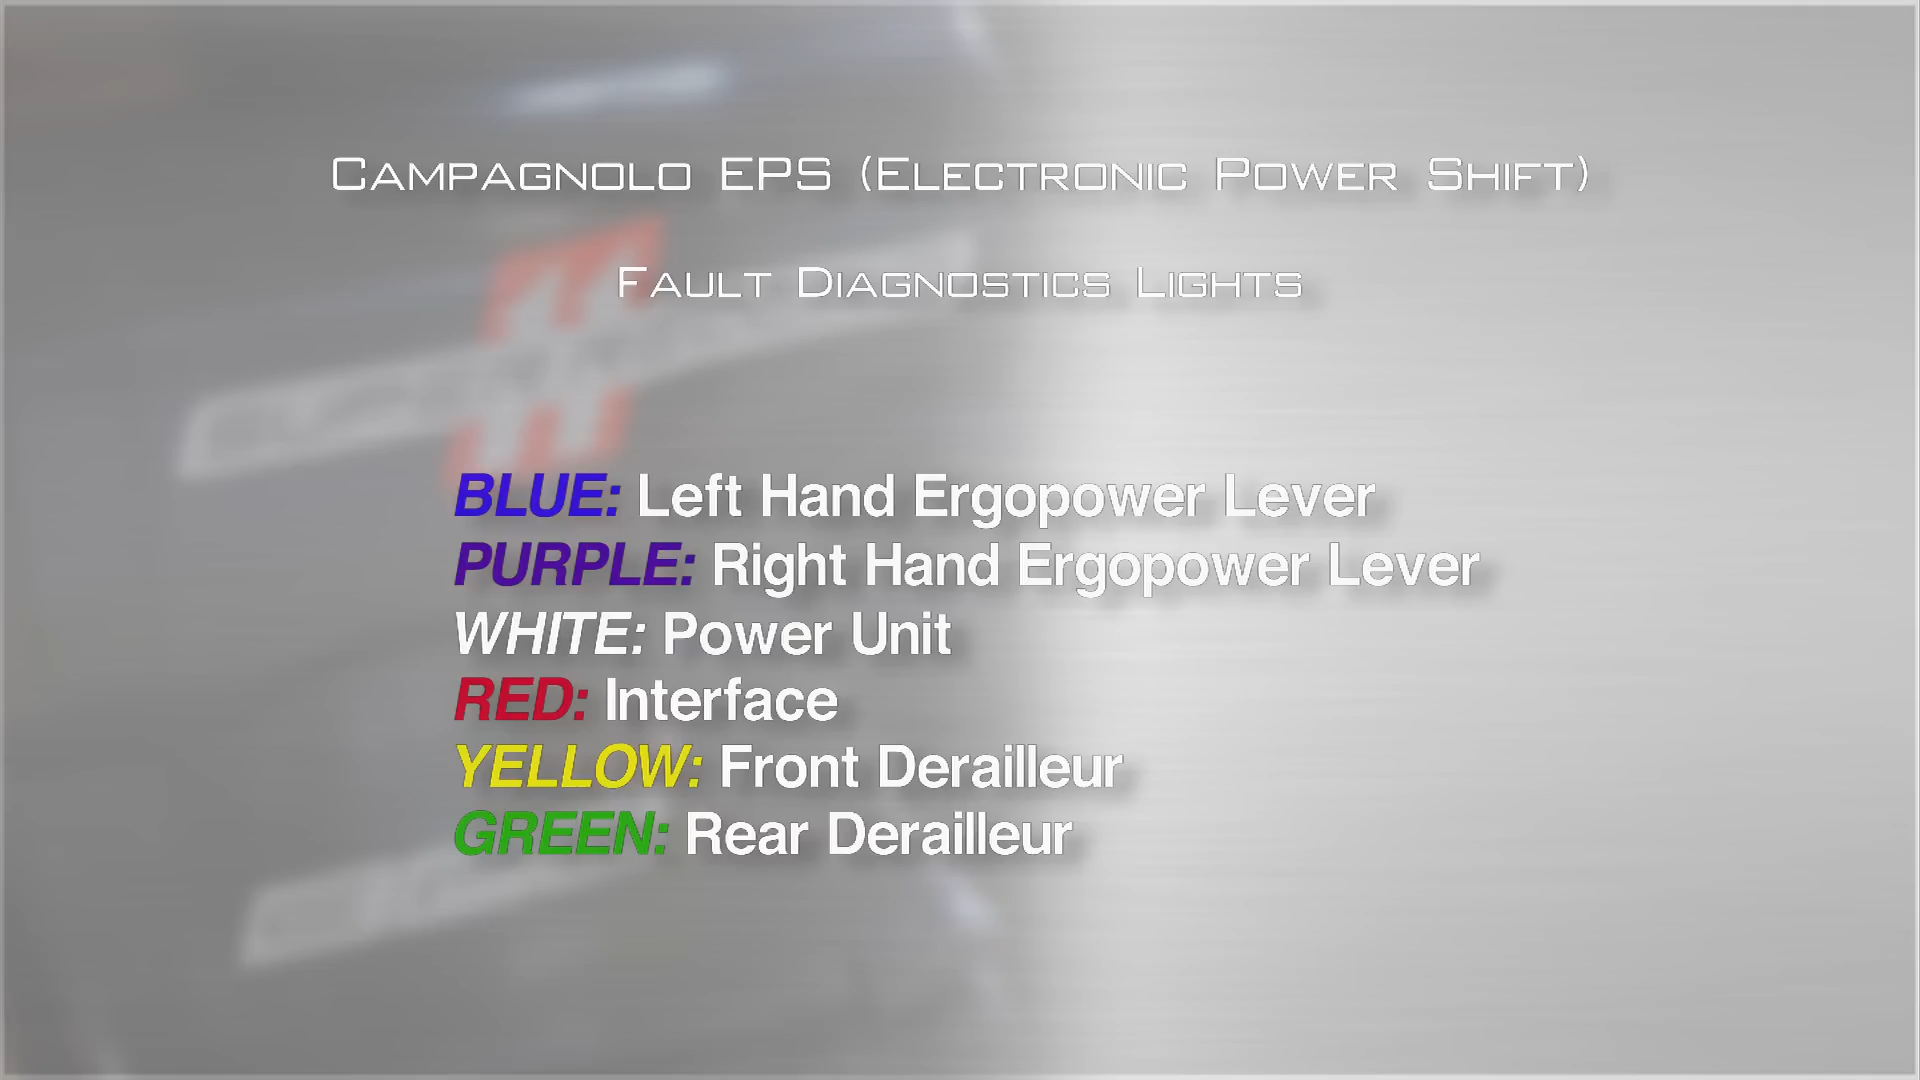 CAMPAGNOLO EPS (ELECTRONIC POWER SHIFT)
FAULT DIAGNOSTICS LIGHTS
BLUE: Left Hand Ergopower Lever
PURPLE: Right Hand Ergopower Lever
WHITE: Power Unit
RED: Interface
YELLOW: Front Derailleur
GREEN: Rear Derailleur